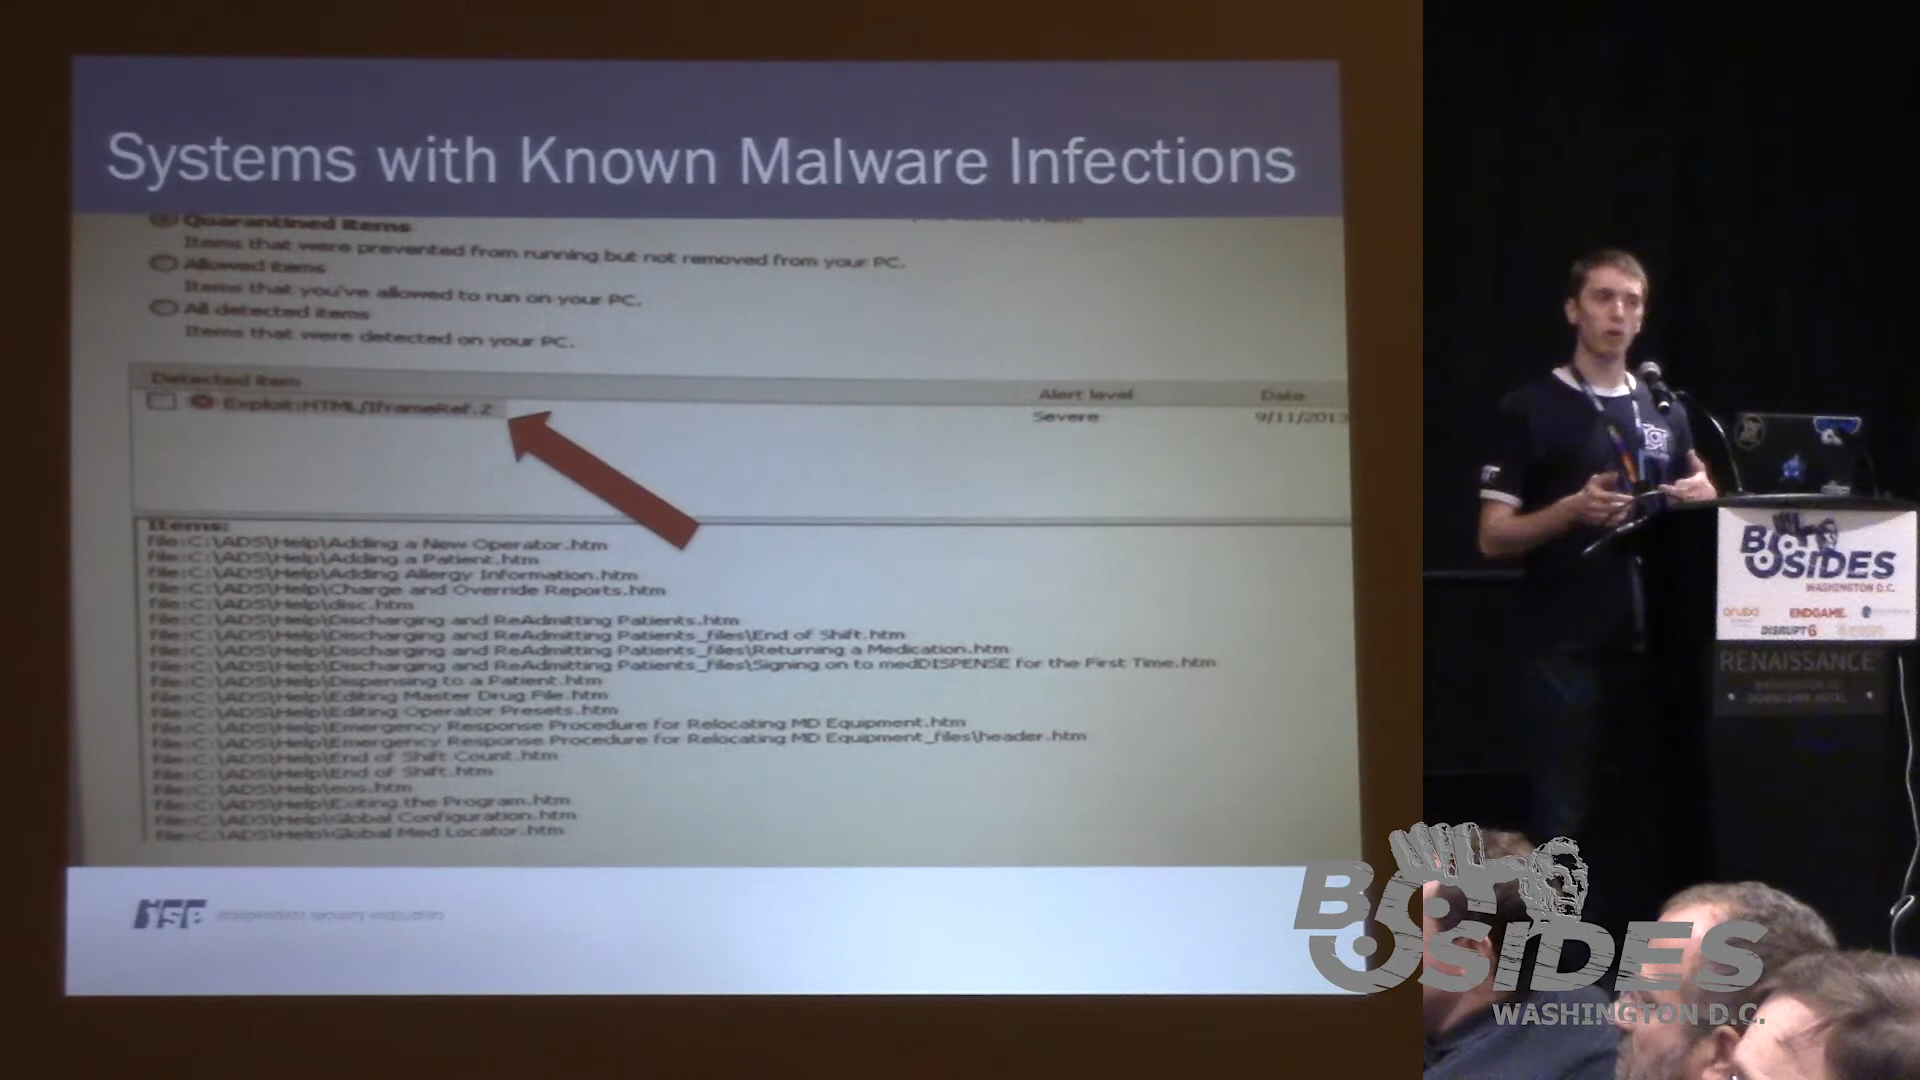 Systems with Known Malware Infections
Quarantined Items
Items that were prevented from running but not removed from your PC.
Allowed items
Items that you've allowed to run on your PC.
All detected items
Items that were detected on your PC.
Detected item
Alert level
Date
Exploit:HTML/IframeRef.Z
Severe
9/11/2013
Items:
file:C:\ADS\Help\Adding a New Operator.htm
file:C:\ADS\Help\Adding a Patient.htm
file:C:\ADS\Help\Adding Allergy Information.htm
file:C:\ADS\Help\Charge and Override Reports.htm
file:C:\ADS\Help\disc.htm
file:C:\ADS\Help\Discharging and ReAdmitting Patients.htm
file:C:\ADS\Help\Discharging and ReAdmitting Patients_files\End of Shift.htm
file:C:\ADS\Help\Discharging and ReAdmitting Patients_files\Returning a Medication.htm
file:C:\ADS\Help\Discharging and ReAdmitting Patients_files\Signing on to medDISPENSE for the First Time.htm
file:C:\ADS\Help\Dispensing to a Patient.htm
file:C:\ADS\Help\Editing Master Drug File.htm
file:C:\ADS\Help\Editing Operator Presets.htm
file:C:\ADS\Help\Emergency Response Procedure for Relocating MD Equipment.htm
file:C:\ADS\Help\Emergency Response Procedure for Relocating MD Equipment_files\header.htm
file:C:\ADS\Help\End of Shift Count.htm
file:C:\ADS\Help\End of Shift.htm
file:C:\ADS\Help\eos.htm
file:C:\ADS\Help\Exiting the Program.htm
file:C:\ADS\Help\Global Configuration.htm
file:C:\ADS\Help\Global Med Locator.htm
ise independent security evaluators
BSIDES
WASHINGTON D.C.
aruba
ENDGAME.
DISRUPT6
RENAISSANCE
DOWNTOWN HOTEL
BSIDES
WASHINGTON D.C.